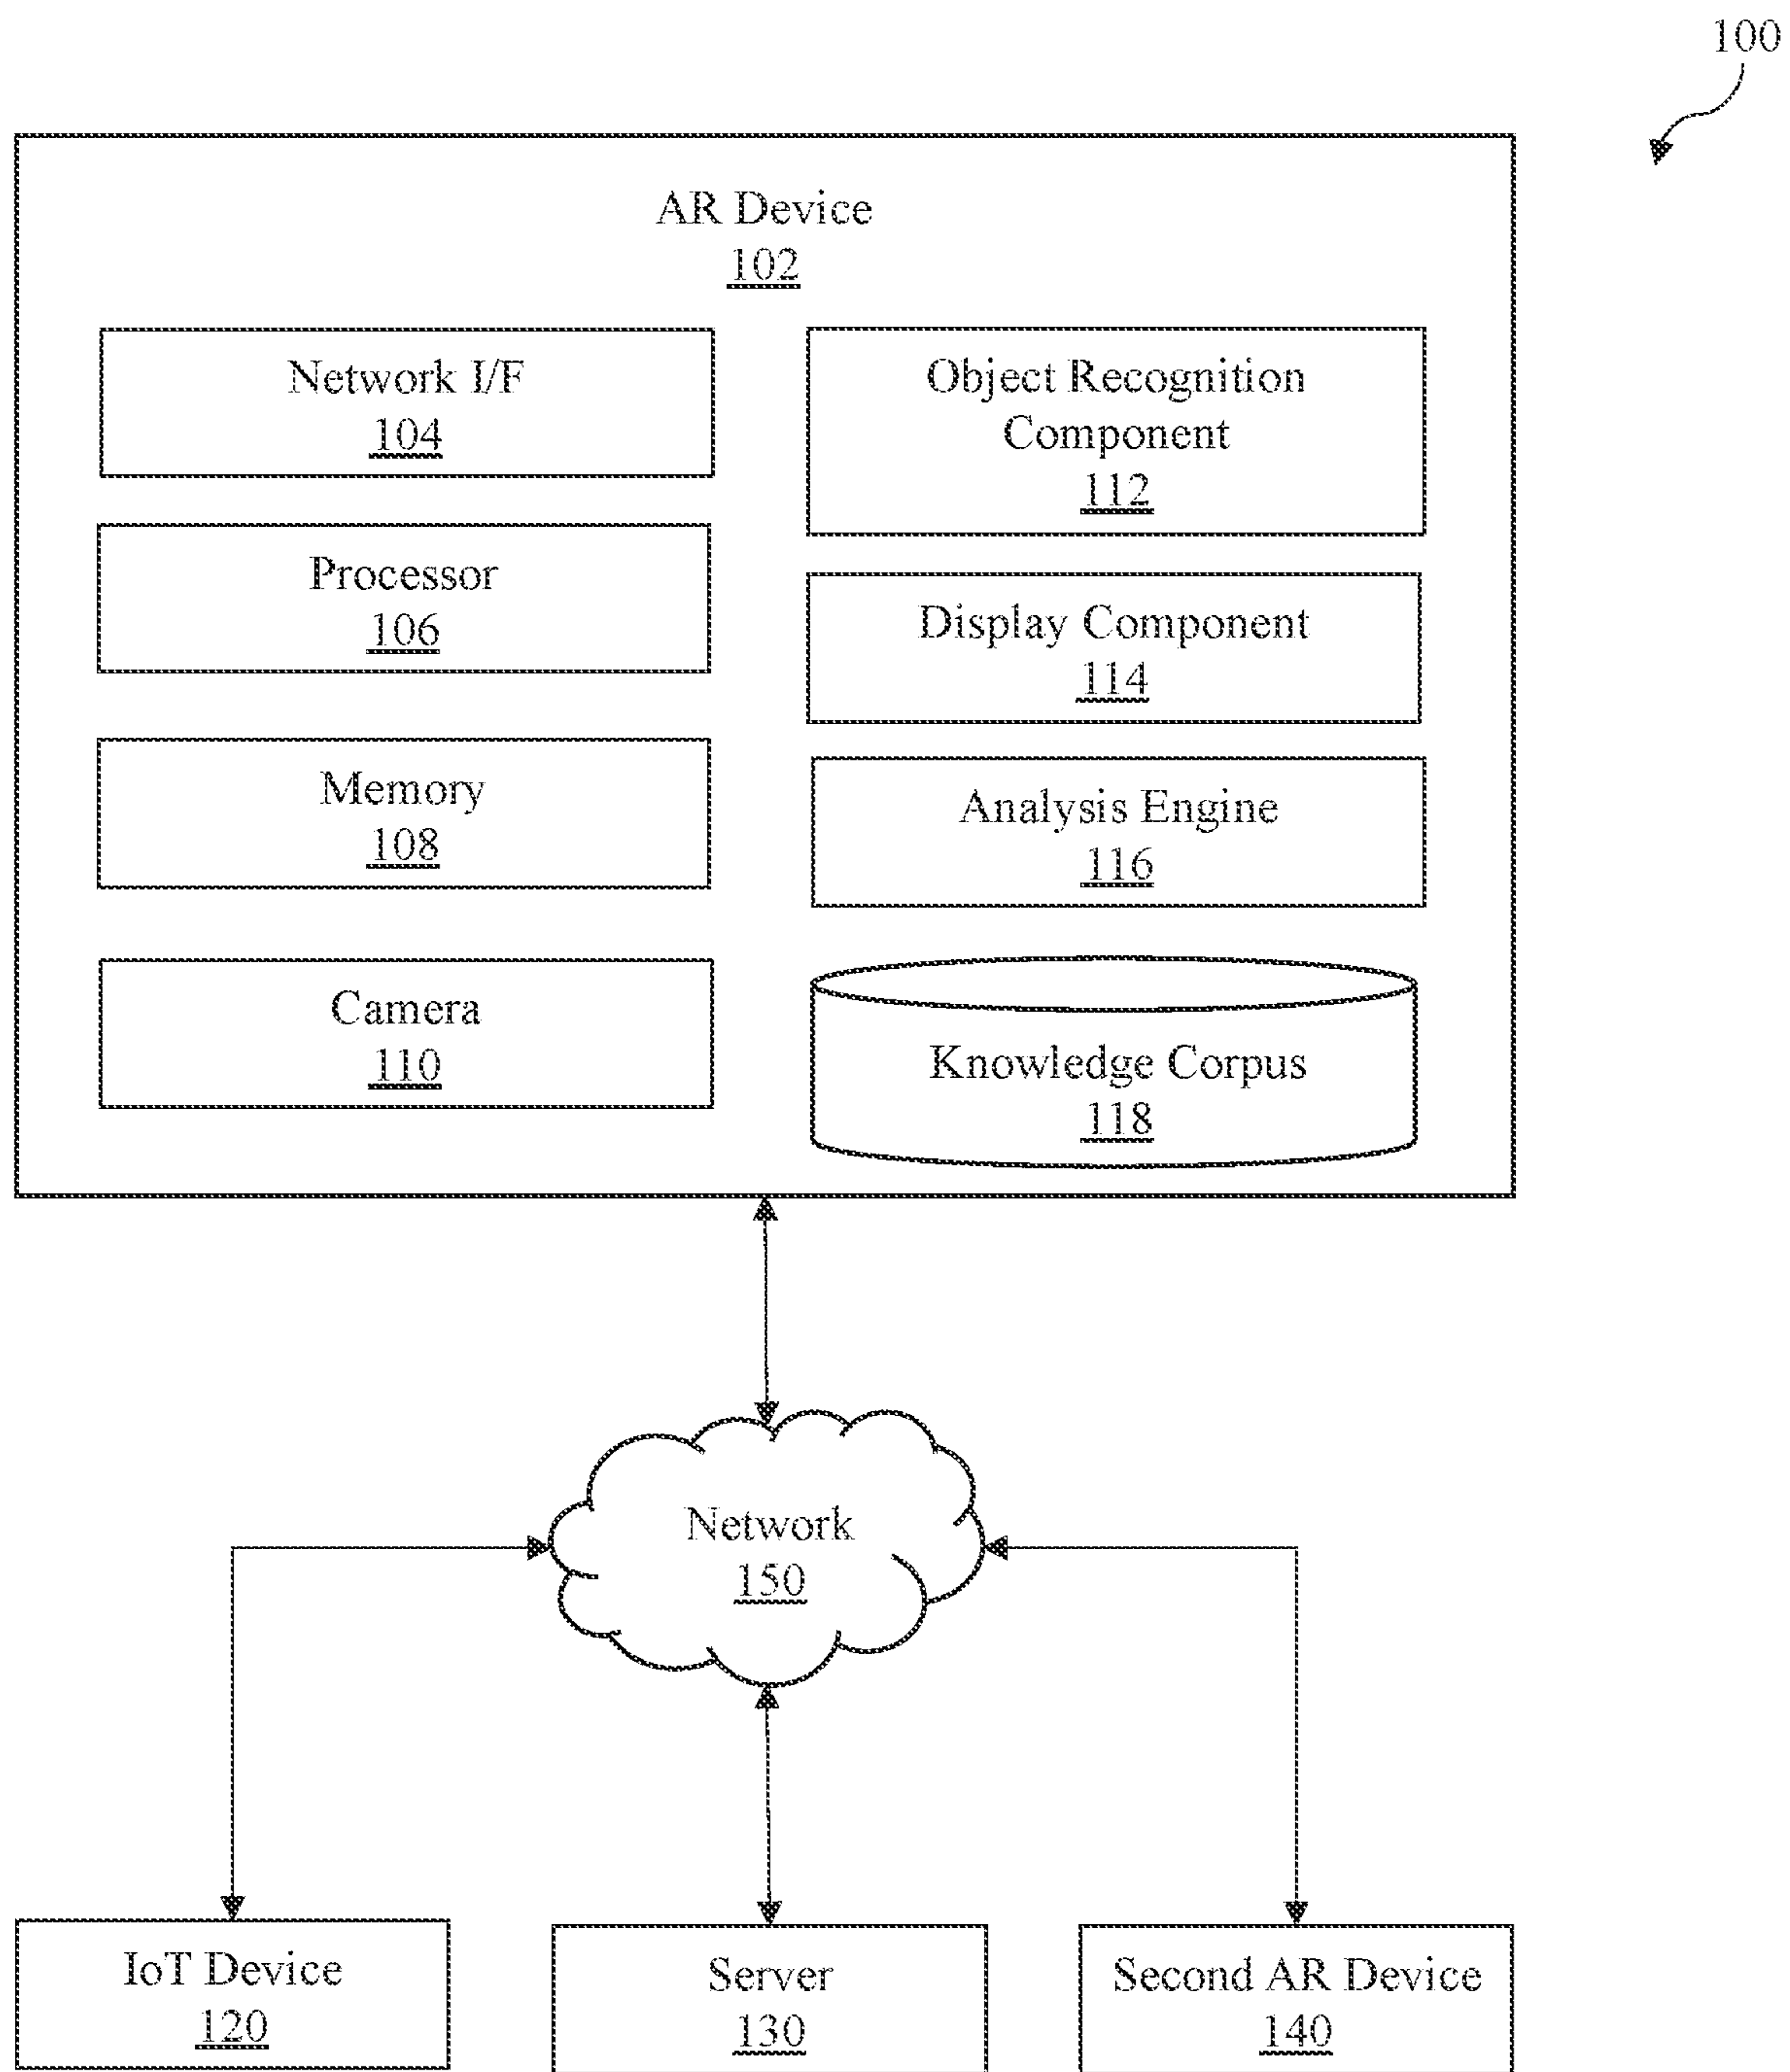 100
AR Device
102
Network I/F
104
Processor
106
Memory
108
Camera
110
Object Recognition
Component
112
Display Component
114
Analysis Engine
116
Knowledge Corpus
118
Network
150
IoT Device
120
Server
130
Second AR Device
140